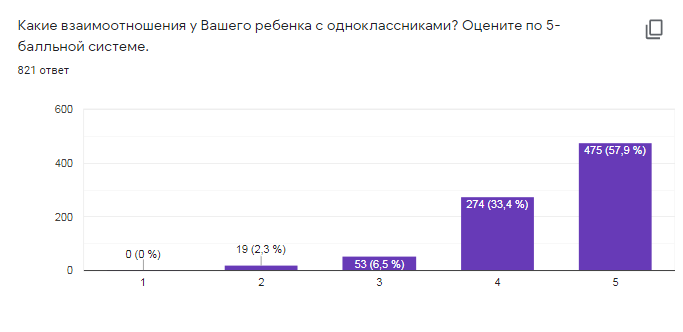 Какие взаимоотношения у Вашего ребенка с одноклассниками? Оцените по 5-
балльной системе.
821 ответ
600
400
200
0
0 (0 %)
19 (2,3 %)
53 (6,5 %)
274 (33,4 %)
475 (57,9 %)
1
2
3
4
5